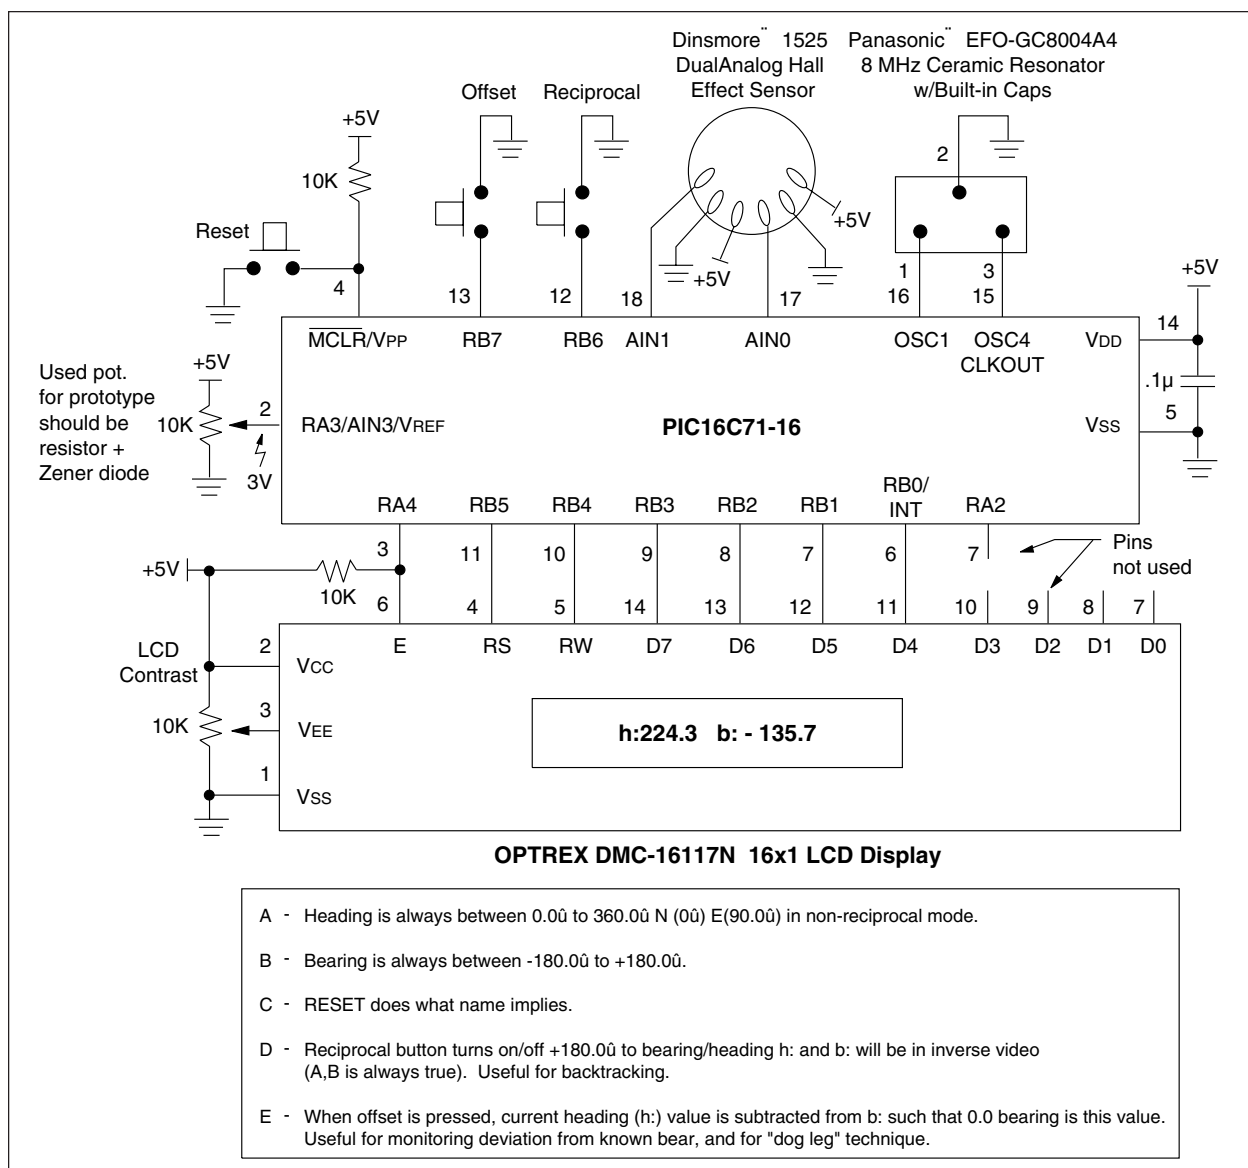 Dinsmore¨ 1525
DualAnalog Hall
Effect Sensor
Panasonic¨ EFO-GC8004A4
8 MHz Ceramic Resonator
w/Built-in Caps
Offset
Reciprocal
+5V
10K
Reset
2
+5V
+5V
1
3
+5V
4
13
12
18
17
16
15
14
MCLR/VPP
RB7
RB6
AIN1
AIN0
OSC1
OSC4
CLKOUT
VDD
.1µ
5
VSS
Used pot.
for prototype
should be
resistor +
Zener diode
+5V
10K
2
3V
RA3/AIN3/VREF
PIC16C71-16
RA4
RB5
RB4
RB3
RB2
RB1
RB0/
INT
RA2
3
11
10
9
8
7
6
7
Pins
not used
+5V
10K
6
4
5
14
13
12
11
10
9
8
7
E
RS
RW
D7
D6
D5
D4
D3
D2
D1
D0
LCD
Contrast
10K
2
VCC
3
VEE
1
VSS
h:224.3 b: - 135.7
OPTREX DMC-16117N 16x1 LCD Display
A - Heading is always between 0.0û to 360.0û N (0û) E(90.0û) in non-reciprocal mode.
B - Bearing is always between -180.0û to +180.0û.
C - RESET does what name implies.
D - Reciprocal button turns on/off +180.0û to bearing/heading h: and b: will be in inverse video
(A,B is always true). Useful for backtracking.
E - When offset is pressed, current heading (h:) value is subtracted from b: such that 0.0 bearing is this value.
Useful for monitoring deviation from known bear, and for "dog leg" technique.